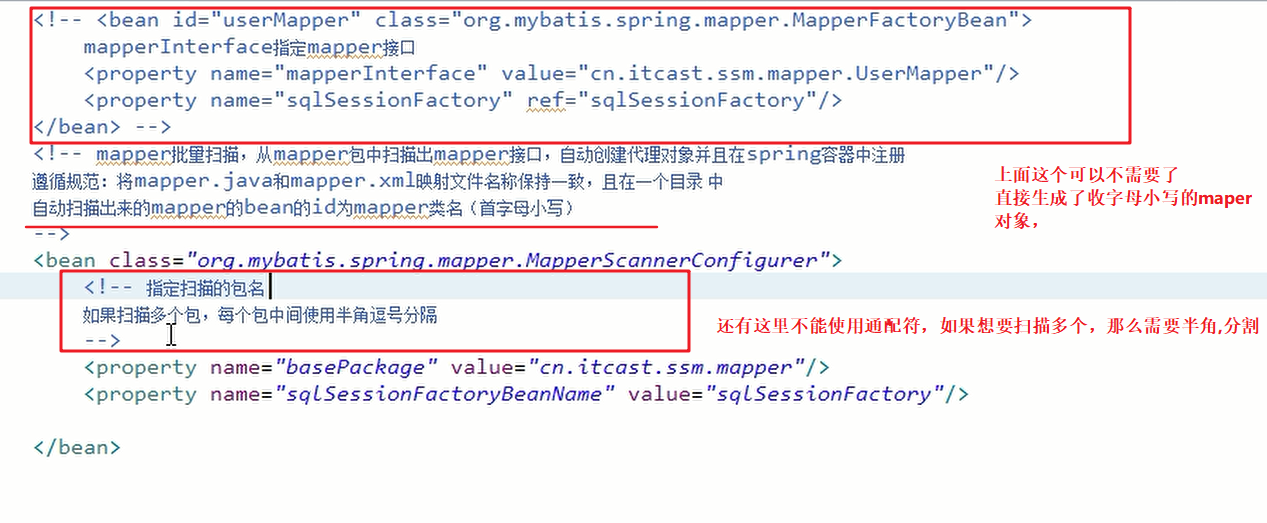 <!-- <bean id="userMapper" class="org.mybatis.spring.mapper.MapperFactoryBean">
mapperInterface指定mapper接口
<property name="mapperInterface" value="cn.itcast.ssm.mapper.UserMapper"/>
<property name="sqlSessionFactory" ref="sqlSessionFactory"/>
</bean> -->
<!-- mapper批量扫描，从mapper包中扫描出mapper接口，自动创建代理对象并且在spring容器中注册
遵循规范：将mapper.java和mapper.xml映射文件名称保持一致，且在一个目录 中
自动扫描出来的mapper的bean的id为mapper类名（首字母小写）
-->
上面这个可以不需要了
直接生成了收字母小写的maper
对象，
<bean class="org.mybatis.spring.mapper.MapperScannerConfigurer">
<!-- 指定扫描的包名
如果扫描多个包，每个包中间使用半角逗号分隔
-->
还有这里不能使用通配符，如果想要扫描多个，那么需要半角,分割
<property name="basePackage" value="cn.itcast.ssm.mapper"/>
<property name="sqlSessionFactoryBeanName" value="sqlSessionFactory"/>
</bean>